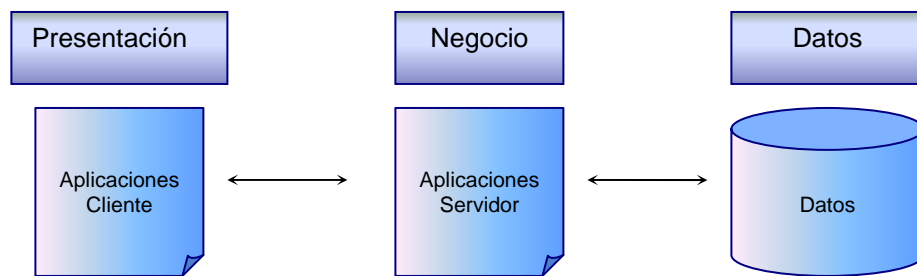 Presentación
Negocio
Datos
Aplicaciones
Cliente
Aplicaciones
Servidor
Datos